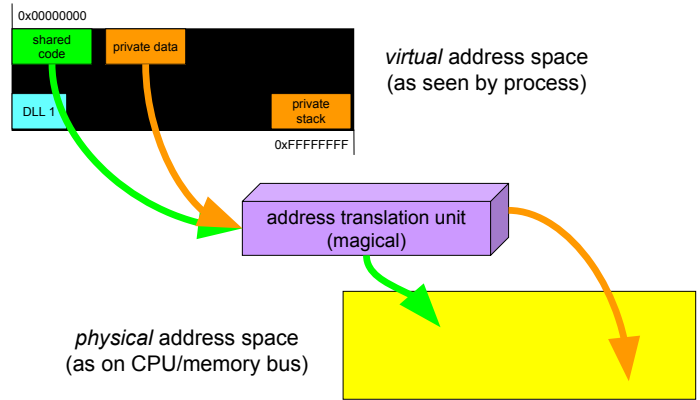 0x00000000
shared
code
private data
DLL 1
private
stack
0xFFFFFFFF
virtual address space
(as seen by process)
address translation unit
(magical)
physical address space
(as on CPU/memory bus)